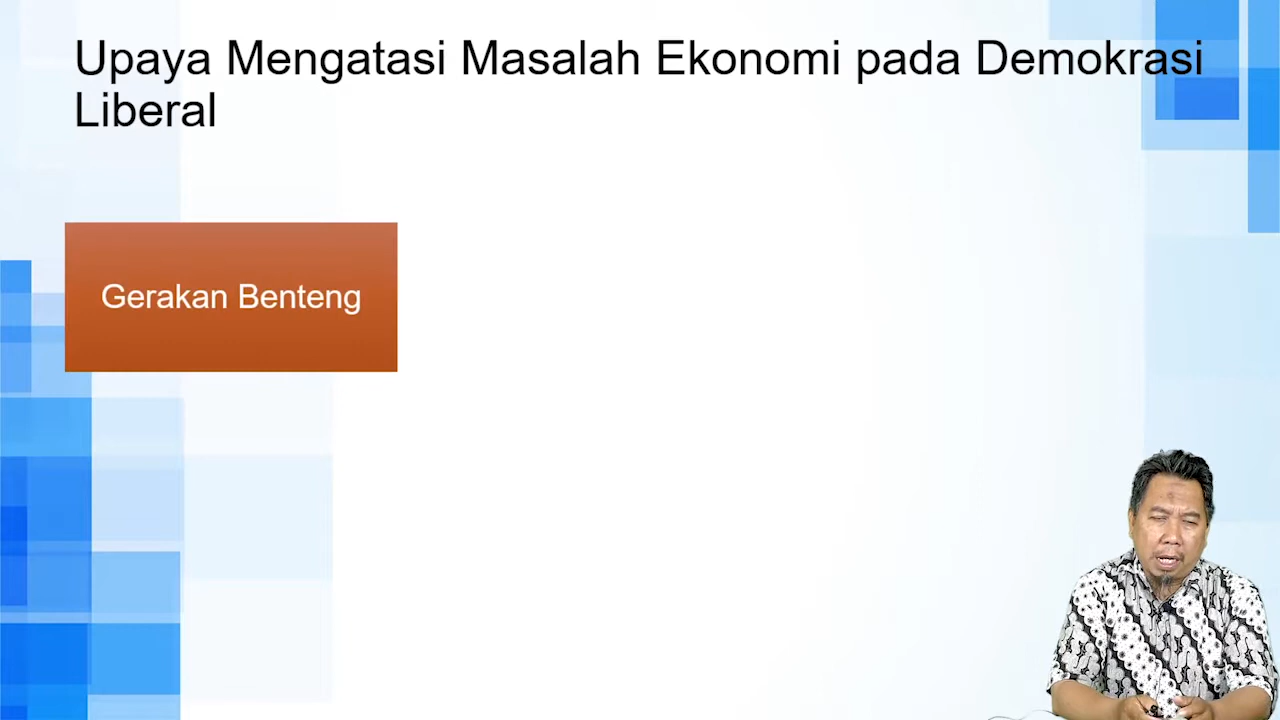 Upaya Mengatasi Masalah Ekonomi pada Demokrasi
Liberal
Gerakan Benteng